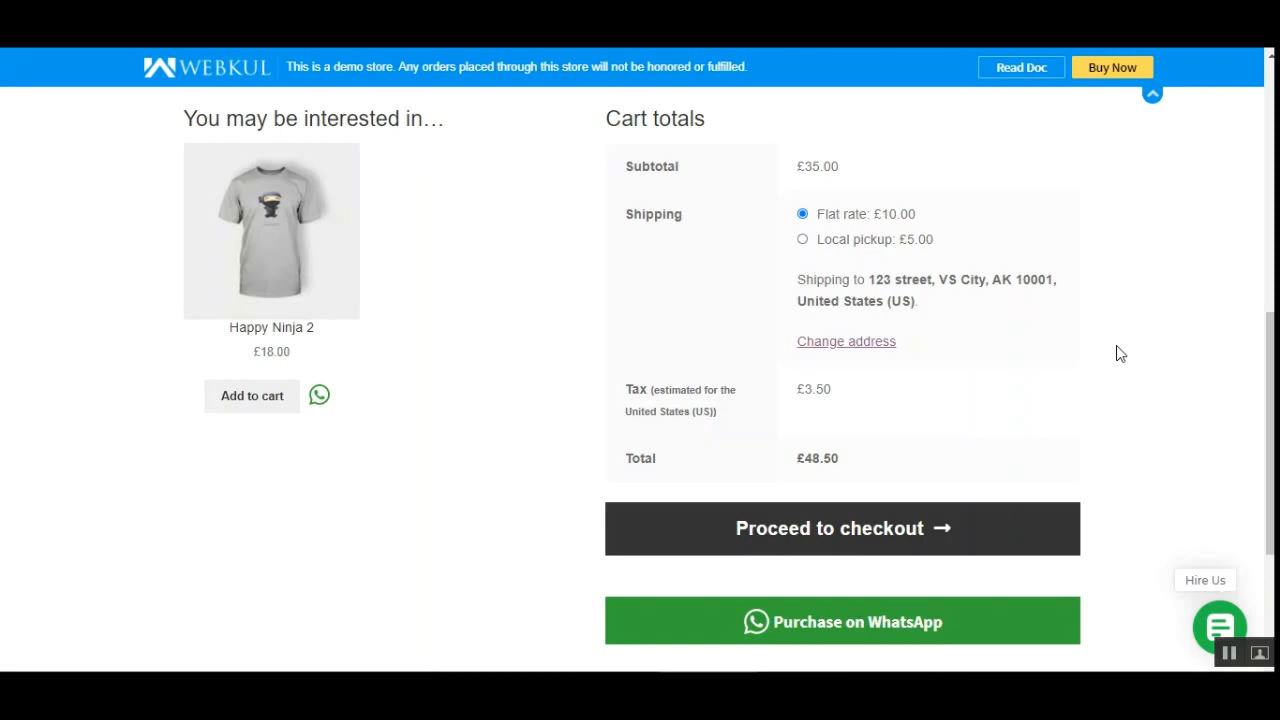 WEBKUL
This is a demo store. Any orders placed through this store will not be honored or fulfilled.
Read Doc
Buy Now
You may be interested in…
Happy Ninja 2
£18.00
Add to cart
Cart totals
Subtotal
£35.00
Shipping
Flat rate: £10.00
Local pickup: £5.00
Shipping to 123 street, VS City, AK 10001,
United States (US).
Change address
Tax (estimated for the
United States (US))
£3.50
Total
£48.50
Proceed to checkout →
Purchase on WhatsApp
Hire Us